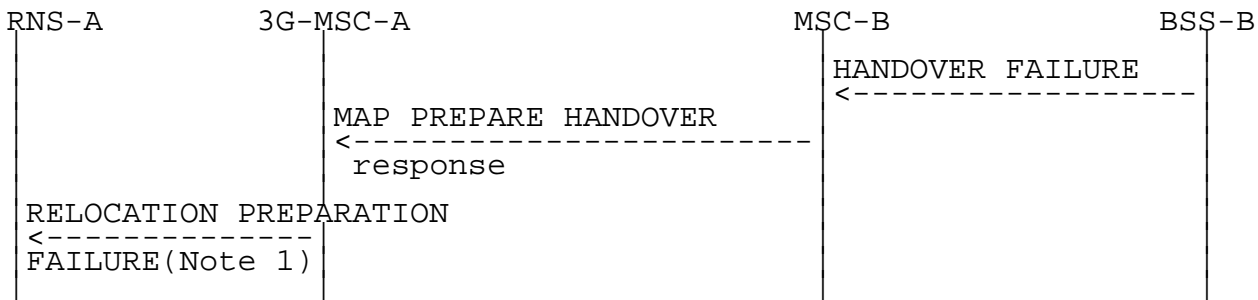 RNS-A 3G-MSC-A MSC-B BSS-B
HANDOVER FAILURE
MAP PREPARE HANDOVER
response
RELOCATION PREPARATION
FAILURE(Note 1)